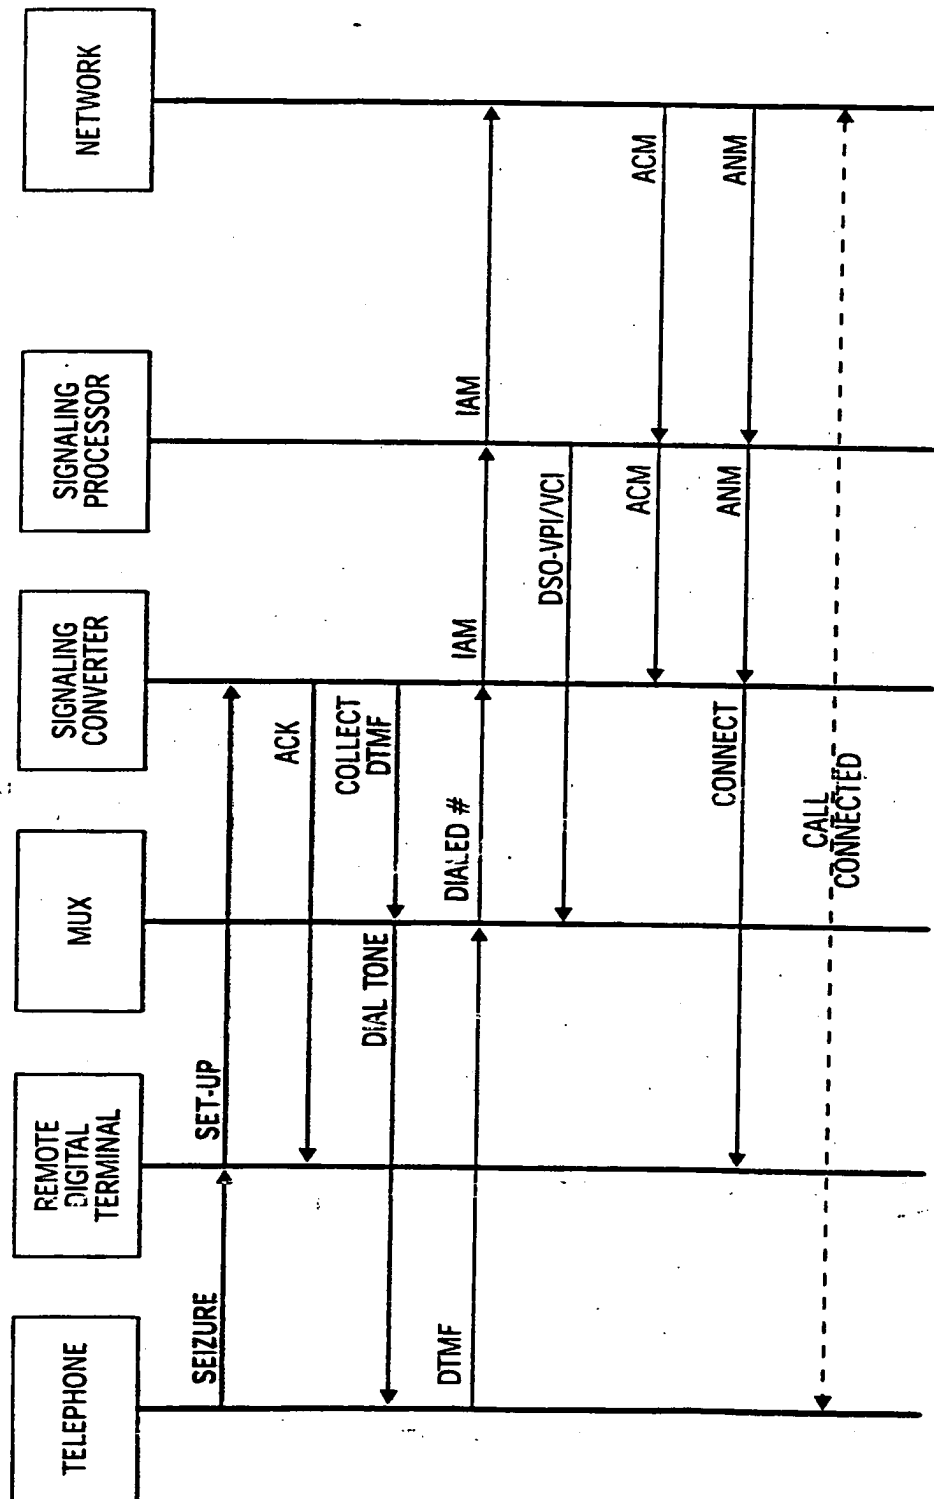 TELEPHONE
REMOTE
DIGITAL
TERMINAL
MUX
SIGNALING
CONVERTER
SIGNALING
PROCESSOR
NETWORK
SEIZURE
SET-UP
ACK
DIAL TONE
COLLECT
DTMF
DTMF
DIALED #
IAM
IAM
DSO-VPI/VCI
ACM
ACM
CONNECT
ANM
ANM
CALL
CONNECTED